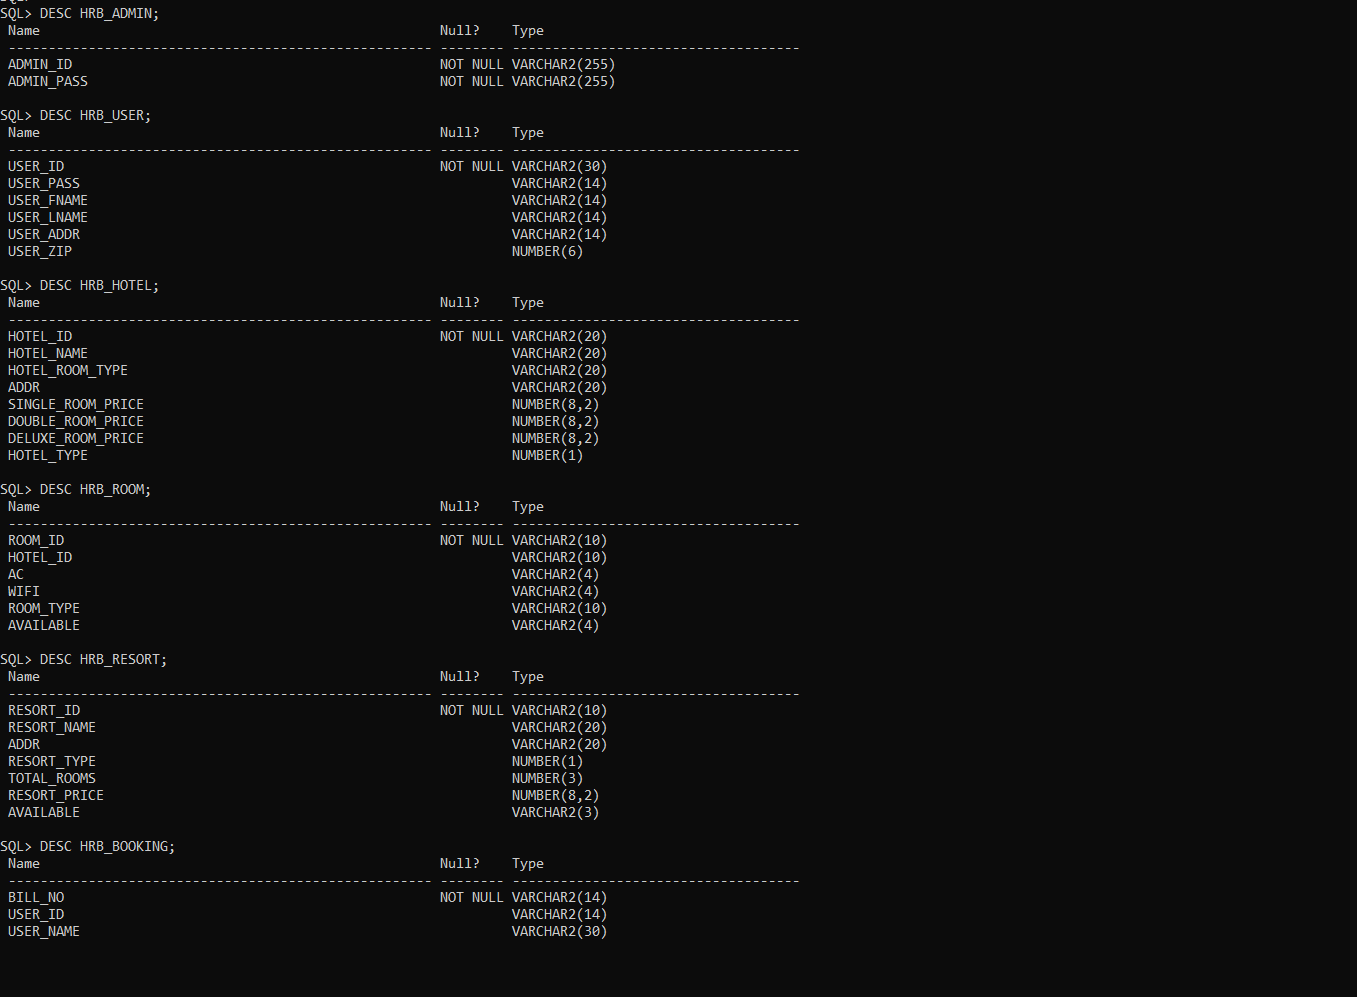 SQL> DESC HRB_ADMIN;
 Name                                                  Null?    Type
 ----------------------------------------------------- -------- ------------------------------------
 ADMIN_ID                                              NOT NULL VARCHAR2(255)
 ADMIN_PASS                                            NOT NULL VARCHAR2(255)

SQL> DESC HRB_USER;
 Name                                                  Null?    Type
 ----------------------------------------------------- -------- ------------------------------------
 USER_ID                                               NOT NULL VARCHAR2(30)
 USER_PASS                                                      VARCHAR2(14)
 USER_FNAME                                                     VARCHAR2(14)
 USER_LNAME                                                     VARCHAR2(14)
 USER_ADDR                                                      VARCHAR2(14)
 USER_ZIP                                                       NUMBER(6)

SQL> DESC HRB_HOTEL;
 Name                                                  Null?    Type
 ----------------------------------------------------- -------- ------------------------------------
 HOTEL_ID                                              NOT NULL VARCHAR2(20)
 HOTEL_NAME                                                     VARCHAR2(20)
 HOTEL_ROOM_TYPE                                                VARCHAR2(20)
 ADDR                                                           VARCHAR2(20)
 SINGLE_ROOM_PRICE                                              NUMBER(8,2)
 DOUBLE_ROOM_PRICE                                              NUMBER(8,2)
 DELUXE_ROOM_PRICE                                              NUMBER(8,2)
 HOTEL_TYPE                                                     NUMBER(1)

SQL> DESC HRB_ROOM;
 Name                                                  Null?    Type
 ----------------------------------------------------- -------- ------------------------------------
 ROOM_ID                                               NOT NULL VARCHAR2(10)
 HOTEL_ID                                                       VARCHAR2(10)
 AC                                                             VARCHAR2(4)
 WIFI                                                           VARCHAR2(4)
 ROOM_TYPE                                                      VARCHAR2(10)
 AVAILABLE                                                      VARCHAR2(4)

SQL> DESC HRB_RESORT;
 Name                                                  Null?    Type
 ----------------------------------------------------- -------- ------------------------------------
 RESORT_ID                                             NOT NULL VARCHAR2(10)
 RESORT_NAME                                                    VARCHAR2(20)
 ADDR                                                           VARCHAR2(20)
 RESORT_TYPE                                                    NUMBER(1)
 TOTAL_ROOMS                                                    NUMBER(3)
 RESORT_PRICE                                                   NUMBER(8,2)
 AVAILABLE                                                      VARCHAR2(3)

SQL> DESC HRB_BOOKING;
 Name                                                  Null?    Type
 ----------------------------------------------------- -------- ------------------------------------
 BILL_NO                                               NOT NULL VARCHAR2(14)
 USER_ID                                                        VARCHAR2(14)
 USER_NAME                                                      VARCHAR2(30)